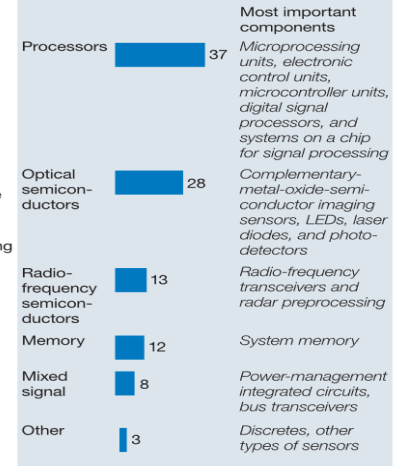 Most important
components
Processors
37
Microprocessing
units, electronic
control units,
microcontroller units,
digital signal
processors, and
systems on a chip
for signal processing
Optical
semicon-
ductors
28
Complementary-
metal-oxide-semi-
conductor imaging
sensors, LEDs, laser
diodes, and photo-
detectors
Radio-
frequency
semicon-
ductors
13
Radio-frequency
transceivers and
radar preprocessing
Memory
12
System memory
Mixed
signal
8
Power-management
integrated circuits,
bus transceivers
Other
3
Discretes, other
types of sensors